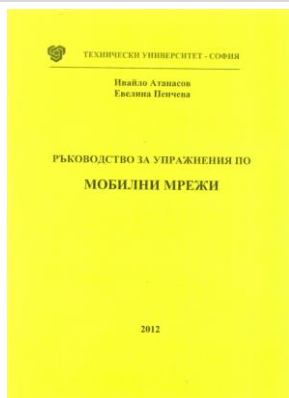 ТЕХНИЧЕСКИ УНИВЕРСИТЕТ - СОФИЯ
Ивайло Атанасов
Евелина Пенчева
РЪКОВОДСТВО ЗА УПРАЖНЕНИЯ ПО
МОБИЛНИ МРЕЖИ
2012